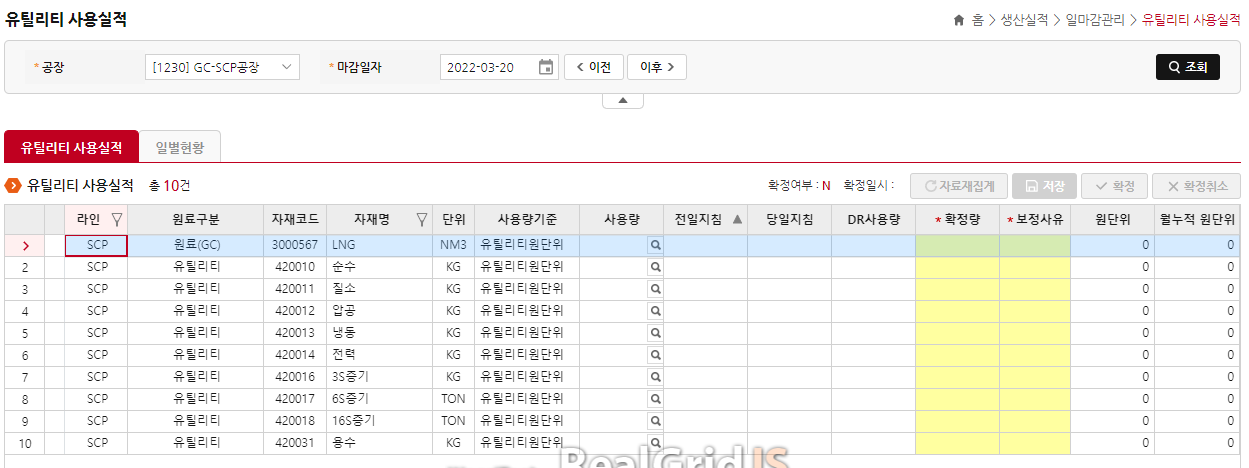 유틸리티 사용실적
홈 > 생산실적 > 일마감관리 > 유틸리티 사용실적
* 공장 [1230] GC-SCP공장 * 마감일자 2022-03-20 이전 이후 조회
유틸리티 사용실적 일별현황
유틸리티 사용실적 총 10건 확정여부 : N 확정일시 : 자료재집계 저장 확정 확정취소
라인 원료구분 자재코드 자재명 단위 사용량기준 사용량 전일지침 당일지침 DR사용량 * 확정량 * 보정사유 원단위 월누적 원단위
SCP 원료(GC) 3000567 LNG NM3 유틸리티원단위 0 0
2 SCP 유틸리티 420010 순수 KG 유틸리티원단위 0 0
3 SCP 유틸리티 420011 질소 KG 유틸리티원단위 0 0
4 SCP 유틸리티 420012 압공 KG 유틸리티원단위 0 0
5 SCP 유틸리티 420013 냉동 KG 유틸리티원단위 0 0
6 SCP 유틸리티 420014 전력 KG 유틸리티원단위 0 0
7 SCP 유틸리티 420016 3S증기 KG 유틸리티원단위 0 0
8 SCP 유틸리티 420017 6S증기 TON 유틸리티원단위 0 0
9 SCP 유틸리티 420018 16S증기 TON 유틸리티원단위 0 0
10 SCP 유틸리티 420031 용수 KG 유틸리티원단위 0 0
RealGridJS